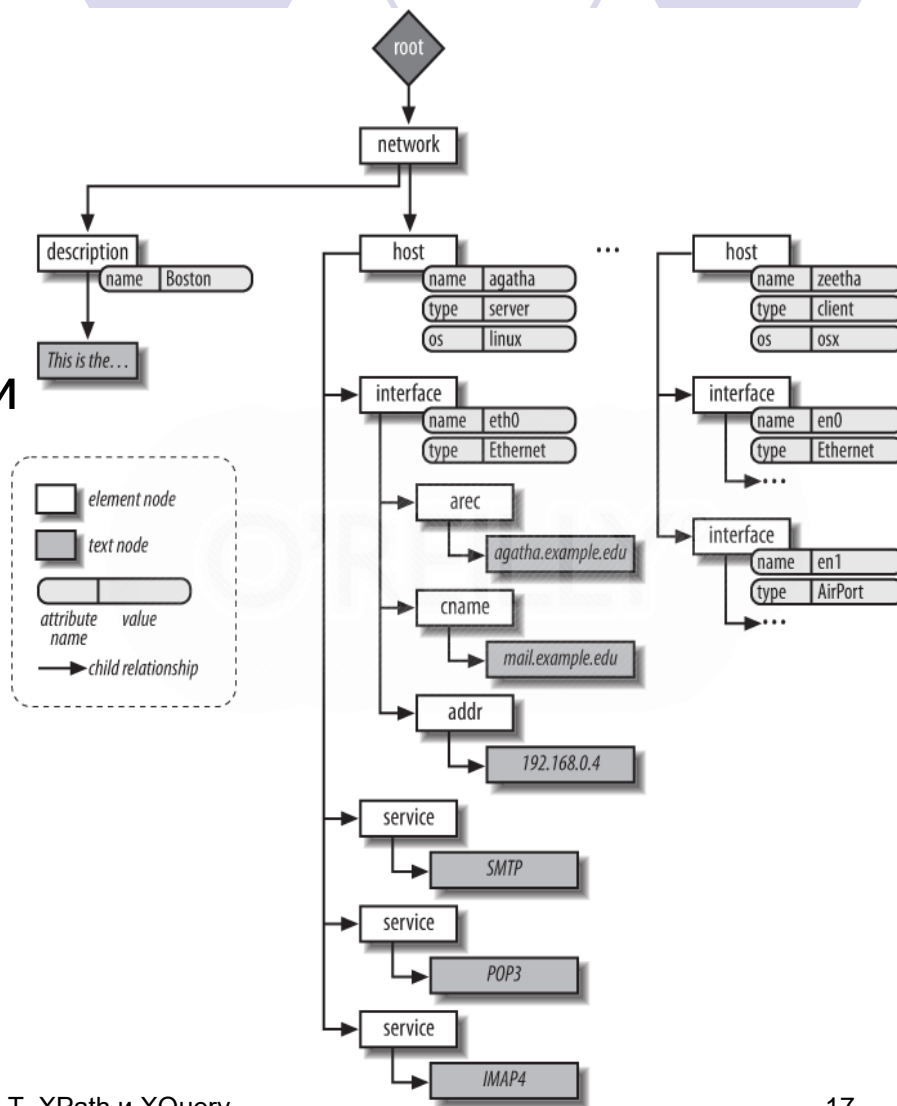 root
network
description
name Boston
This is the...
host
name agatha
type server
os linux
...
host
name zeetha
type client
os osx
и
interface
name eth0
type Ethernet
arec
agatha.example.edu
cname
mail.example.edu
addr
192.168.0.4
service
SMTP
service
POP3
service
IMAP4
interface
name en0
type Ethernet
...
interface
name en1
type AirPort
...
element node
text node
attribute name value
child relationship
O'REILLY
XPath и XQuery
17